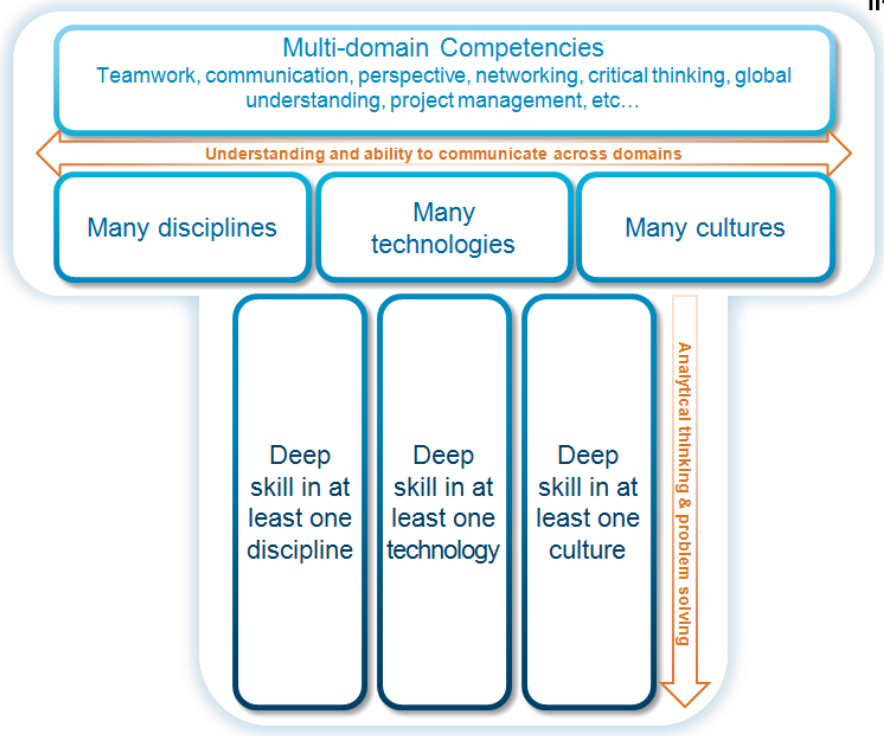 Multi-domain Competencies
Teamwork, communication, perspective, networking, critical thinking, global
understanding, project management, etc...
Understanding and ability to communicate across domains
Many disciplines
Many
technologies
Many cultures
Deep
skill in at
least one
discipline
Deep
skill in at
least one
technology
Deep
skill in at
least one
culture
Analytical thinking & problem solving